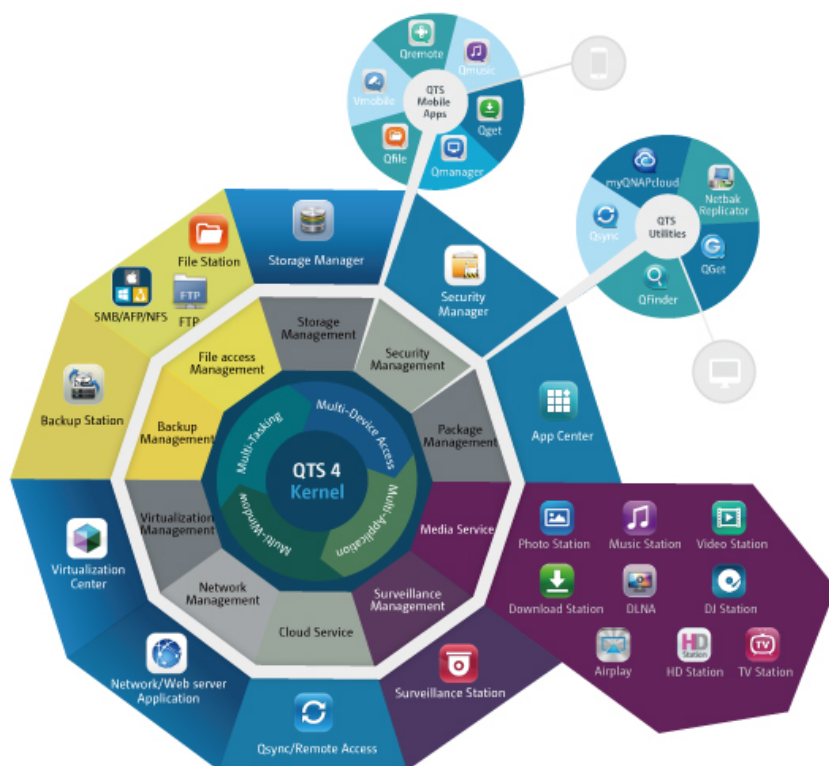 Qremote
Qmusic
Vmobile
QTS
Mobile
Apps
Qget
Qfile
Qmanager
myQNAPcloud
Netbak
Replicator
Qsync
QTS
Utilities
QGet
QFinder
File Station
Storage Manager
Security
Manager
SMB/AFP/NFS
FTP
FTP
Storage
Management
File access
Management
Security
Management
Backup Station
Backup
Management
Multi-Tasking
Multi-Device Access
Package
Management
App Center
QTS 4
Kernel
Virtualization
Management
Multi-Window
Multi-Application
Media Service
Photo Station
Music Station
Video Station
Virtualization
Center
Network
Management
Surveillance
Management
Download Station
DLNA
DJ Station
Cloud Service
HD
Station
TV
Airplay
HD Station
TV Station
Network/Web server
Application
Surveillance Station
Qsync/Remote Access